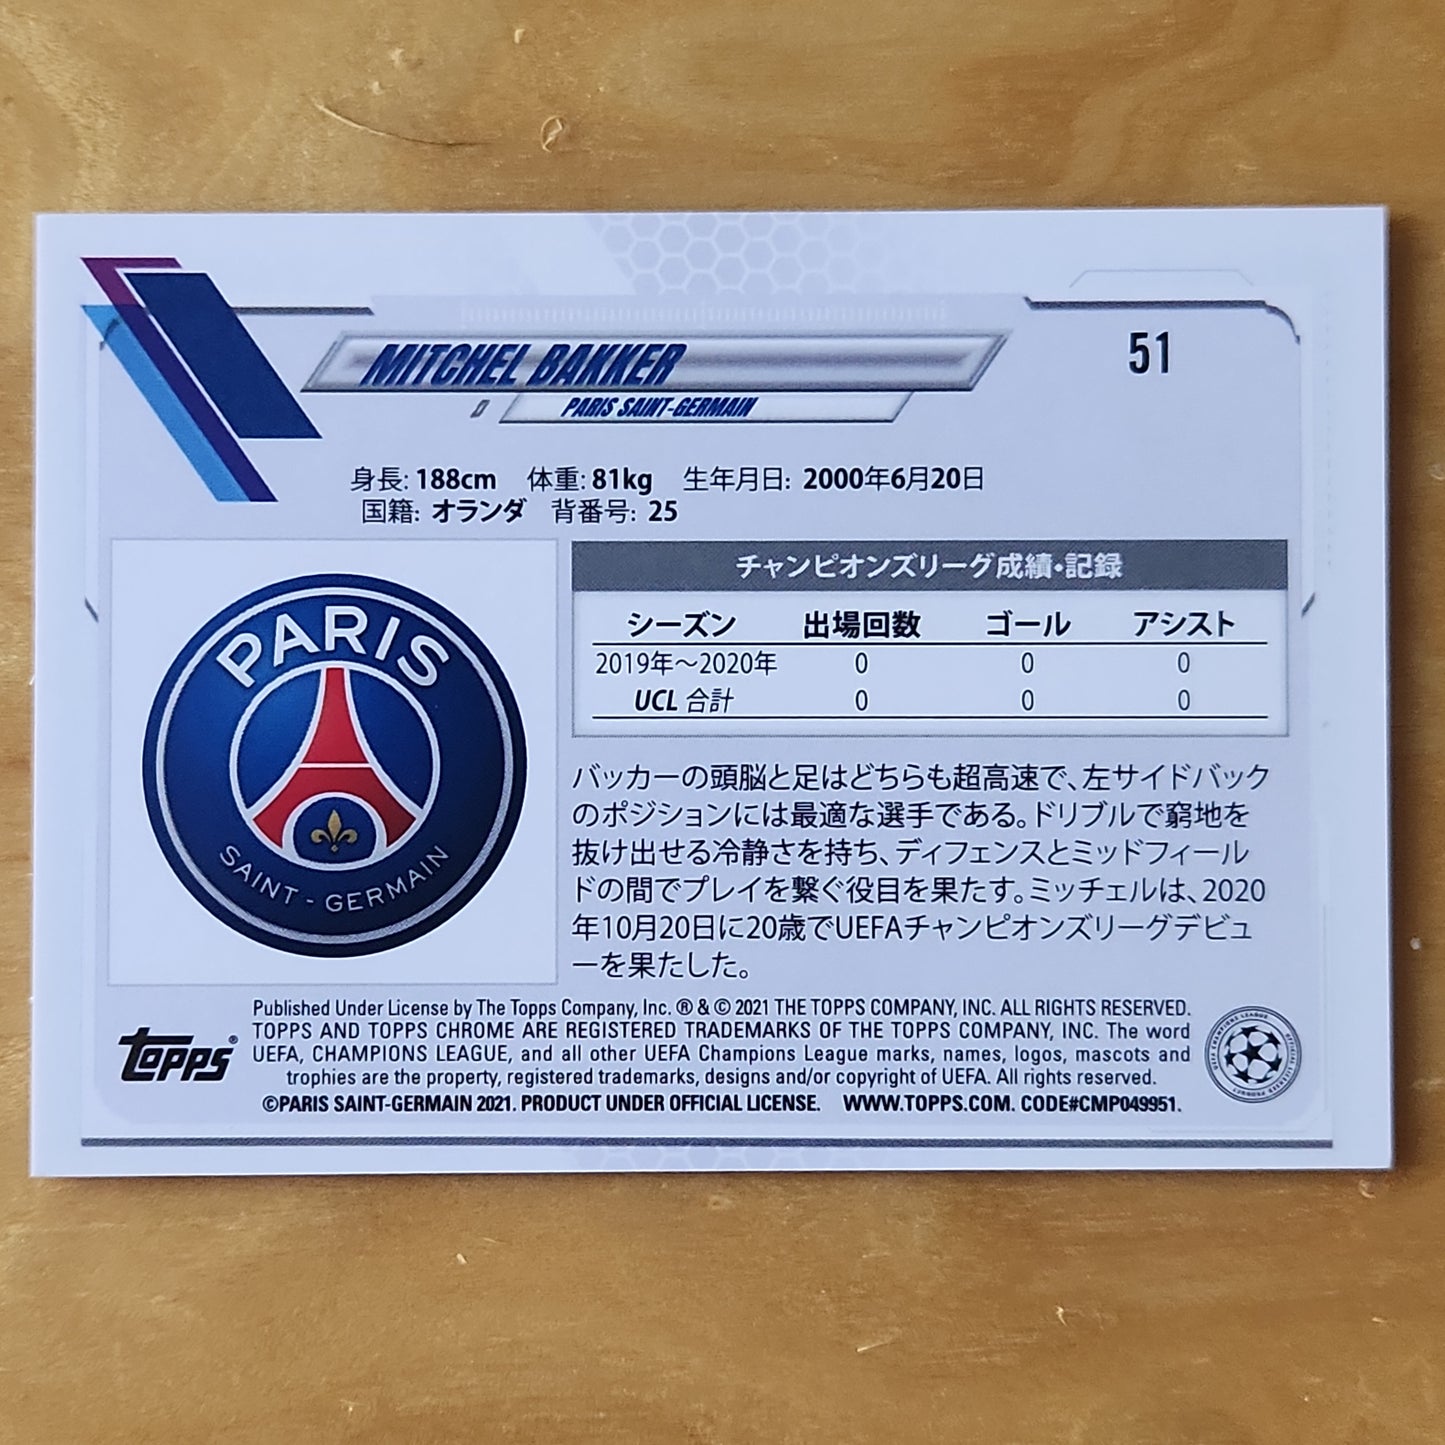 MITCHEL BAKKER
51
D
PARIS SAINT-GERMAIN
身長: 188cm 体重: 81kg 生年月日: 2000年6月20日
国籍: オランダ 背番号: 25
PARIS
SAINT-GERMAIN
チャンピオンズリーグ成績・記録
シーズン 出場回数 ゴール アシスト
2019年～2020年 0 0 0
UCL 合計 0 0 0
バッカーの頭脳と足はどちらも超高速で、左サイドバック
のポジションには最適な選手である。ドリブルで窮地を
抜け出せる冷静さを持ち、ディフェンスとミッドフィール
ドの間でプレイを繋ぐ役目を果たす。ミッチェルは、2020
年10月20日に20歳でUEFAチャンピオンズリーグデビュ
ーを果たした。
Topps®
Published Under License by The Topps Company, Inc. ® & © 2021 THE TOPPS COMPANY, INC. ALL RIGHTS RESERVED.
TOPPS AND TOPPS CHROME ARE REGISTERED TRADEMARKS OF THE TOPPS COMPANY, INC. The word
UEFA, CHAMPIONS LEAGUE, and all other UEFA Champions League marks, names, logos, mascots and
trophies are the property, registered trademarks, designs and/or copyright of UEFA. All rights reserved.
©PARIS SAINT-GERMAIN 2021. PRODUCT UNDER OFFICIAL LICENSE. WWW.TOPPS.COM. CODE#CMP049951.
UEFA CHAMPIONS LEAGUE
OFFICIAL LICENSED PRODUCT